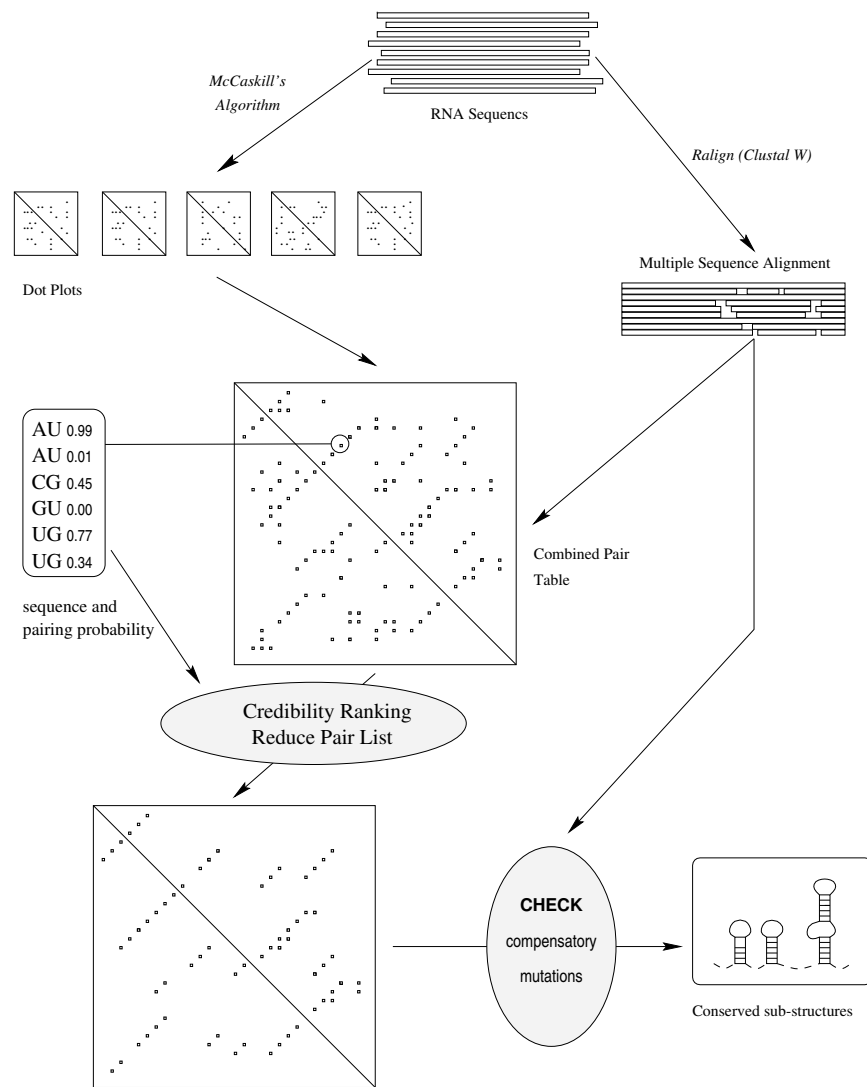 McCaskill's
Algorithm
RNA Sequencs
Ralign (Clustal W)
Multiple Sequence Alignment
Dot Plots
AU 0.99
AU 0.01
CG 0.45
GU 0.00
UG 0.77
UG 0.34
Combined Pair
Table
sequence and
pairing probability
Credibility Ranking
Reduce Pair List
CHECK
compensatory
mutations
Conserved sub-structures